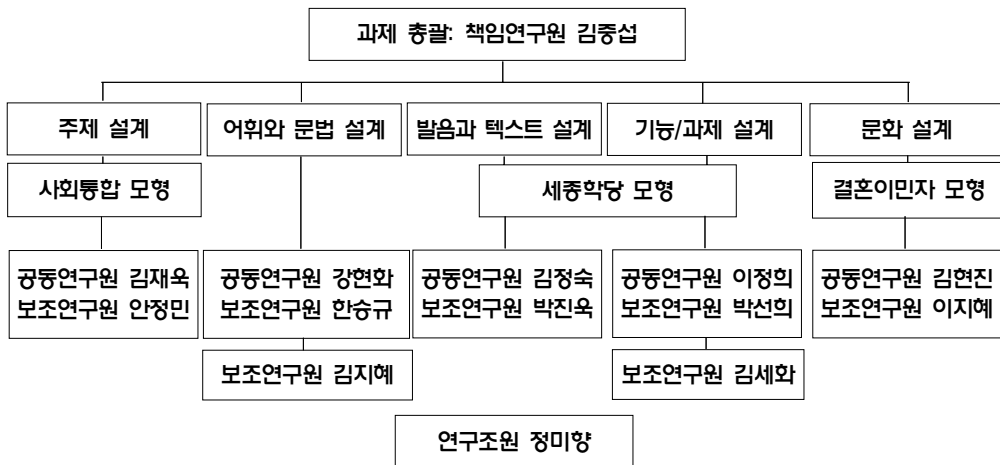 과제 총괄: 책임연구원 김중섭
주제 설계
어휘와 문법 설계
발음과 텍스트 설계
기능/과제 설계
문화 설계
사회통합 모형
세종학당 모형
결혼이민자 모형
공동연구원 김재욱
보조연구원 안정민
공동연구원 강현화
보조연구원 한승규
공동연구원 김정숙
보조연구원 박진욱
공동연구원 이정희
보조연구원 박선희
공동연구원 김현진
보조연구원 이지혜
보조연구원 김지혜
보조연구원 김세화
연구조원 정미향